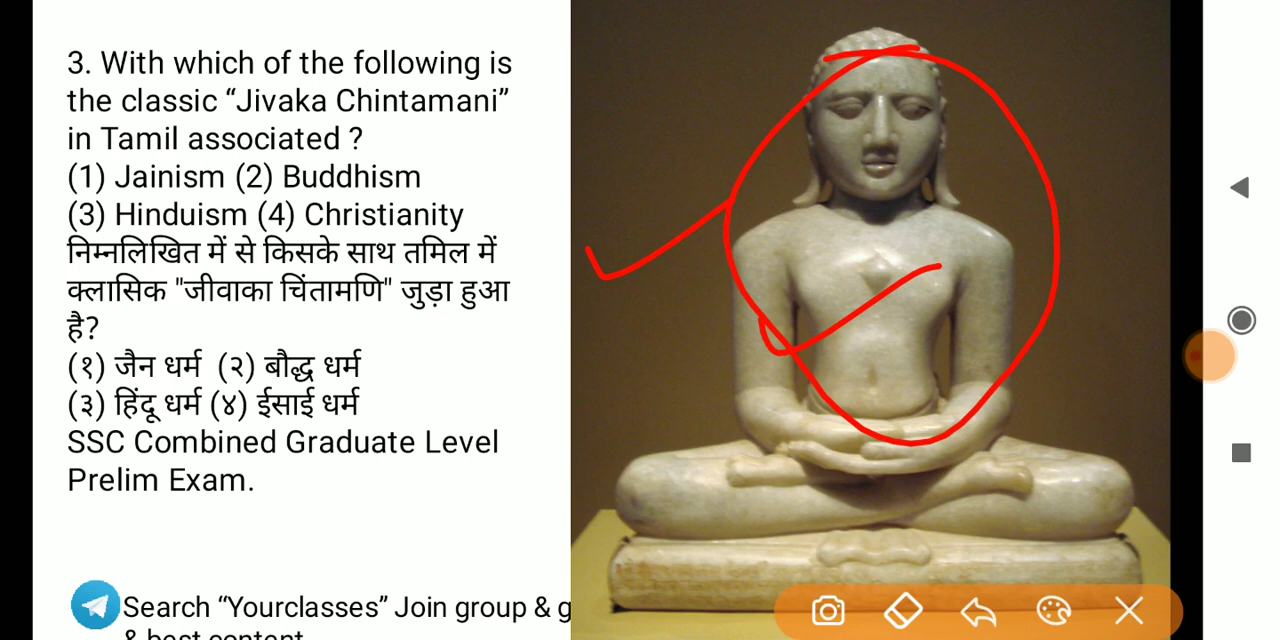 3. With which of the following is
the classic “Jivaka Chintamani”
in Tamil associated ?
(1) Jainism (2) Buddhism
(3) Hinduism (4) Christianity
निम्नलिखित में से किसके साथ तमिल में
क्लासिक "जीवाका चिंतामणि" जुड़ा हुआ
है?
(१) जैन धर्म (२) बौद्ध धर्म
(३) हिंदू धर्म (४) ईसाई धर्म
SSC Combined Graduate Level
Prelim Exam.
Search “Yourclasses” Join group & g
& best content